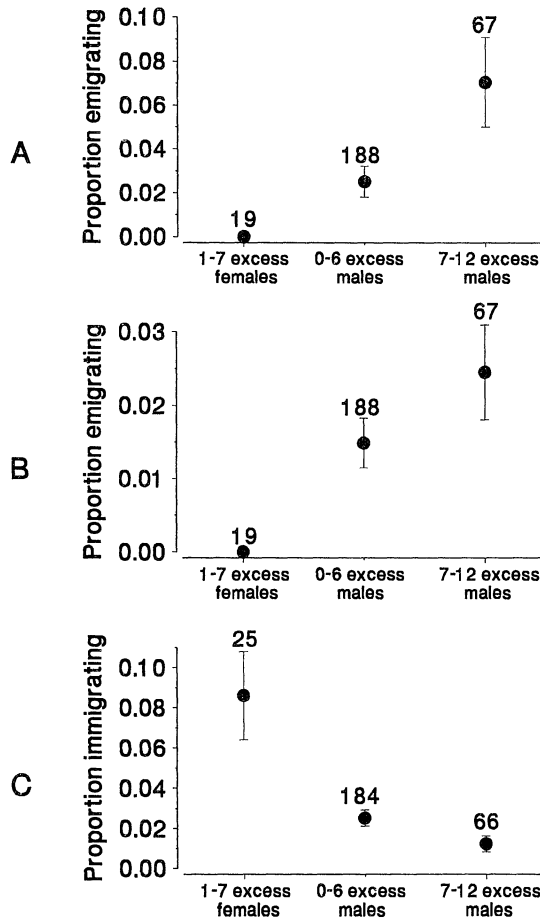 A
Proportion emigrating
0.10
0.08
0.06
0.04
0.02
0.00
19
188
67
1-7 excess females
0-6 excess males
7-12 excess males
B
Proportion emigrating
0.03
0.02
0.01
0.00
19
188
67
1-7 excess females
0-6 excess males
7-12 excess males
C
Proportion immigrating
0.10
0.08
0.06
0.04
0.02
0.00
25
184
66
1-7 excess females
0-6 excess males
7-12 excess males